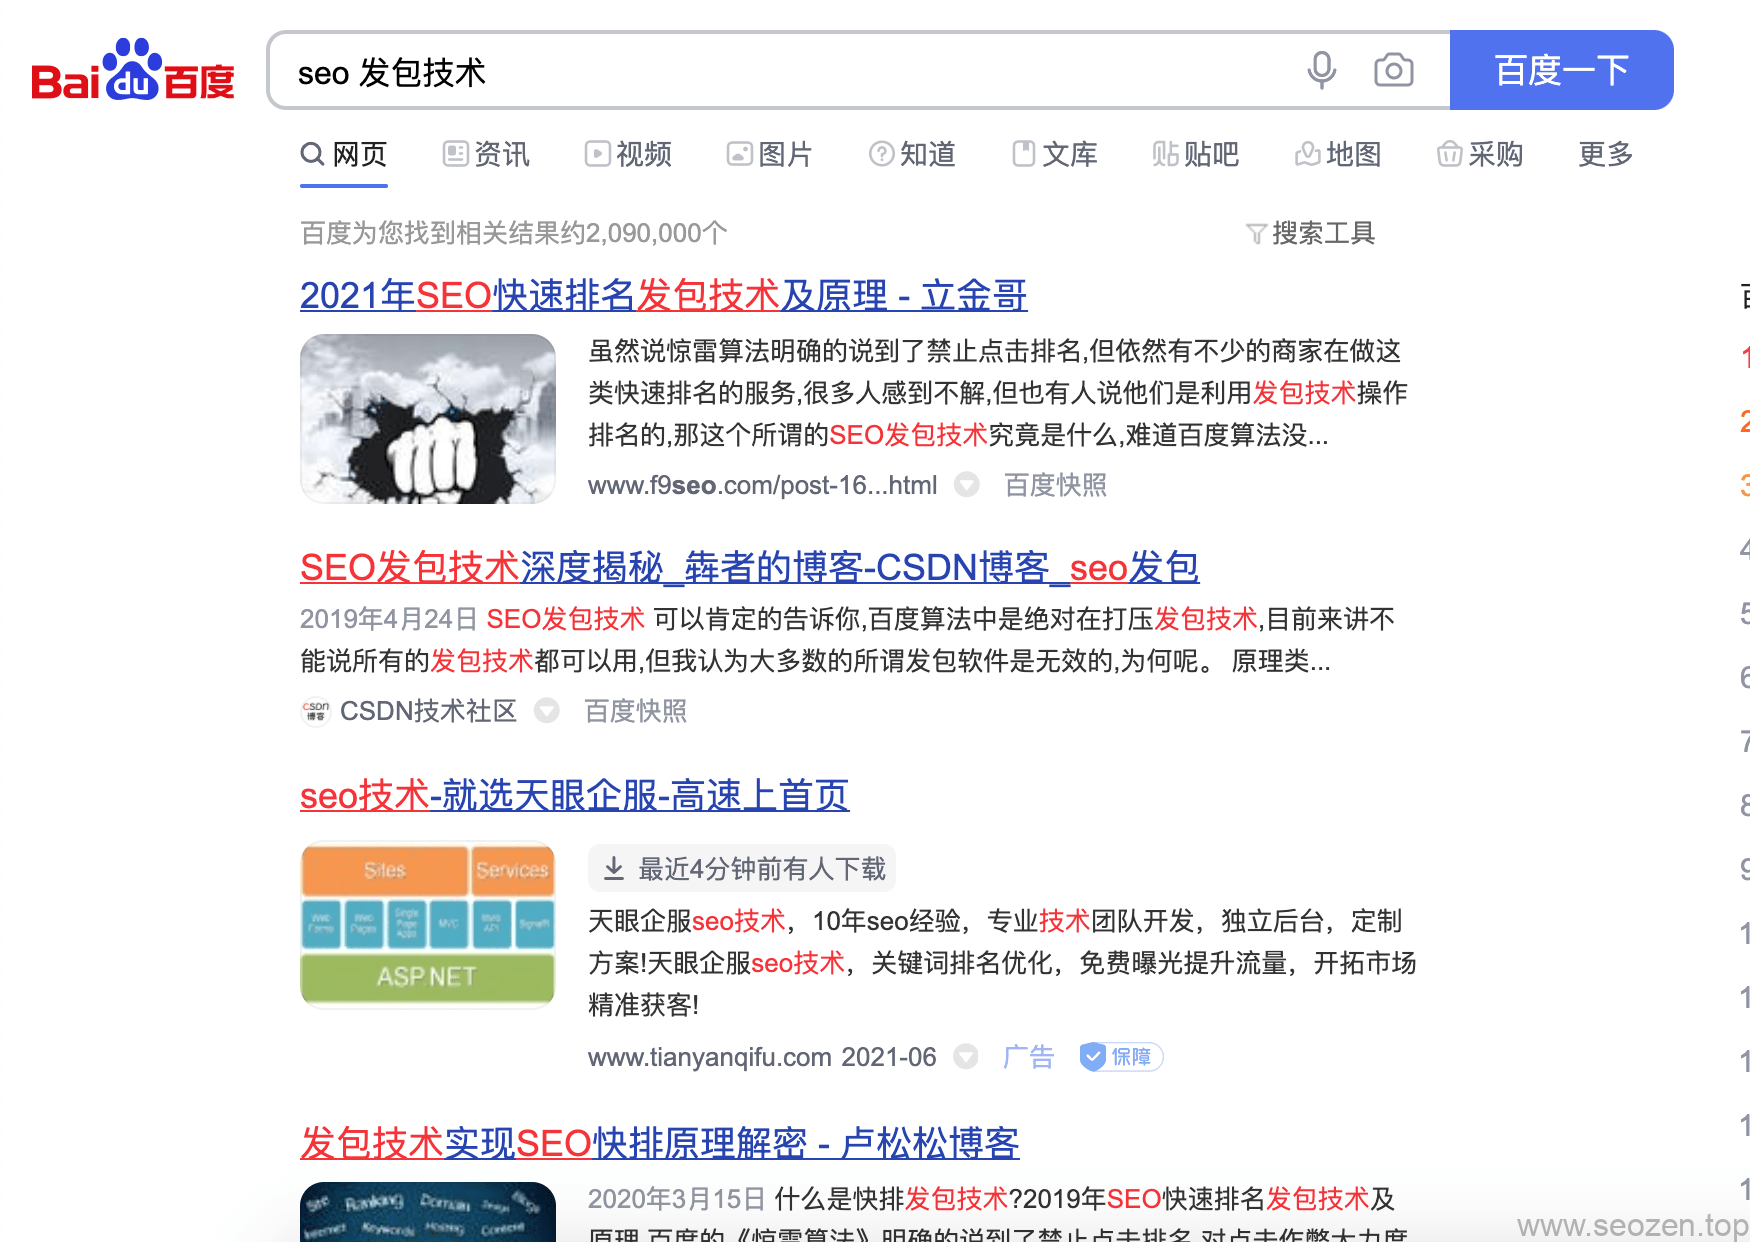 Baidu百度
seo 发包技术
百度一下
网页 资讯 视频 图片 知道 文库 贴吧 地图 采购 更多
百度为您找到相关结果约2,090,000个
搜索工具
2021年SEO快速排名发包技术及原理 - 立金哥
虽然说惊雷算法明确的说到了禁止点击排名,但依然有不少的商家在做这
类快速排名的服务,很多人感到不解,但也有人说他们是利用发包技术操作
排名的,那这个所谓的SEO发包技术究竟是什么,难道百度算法没...
www.f9seo.com/post-16...html 百度快照
SEO发包技术深度揭秘_犇者的博客-CSDN博客_seo发包
2019年4月24日 SEO发包技术 可以肯定的告诉你,百度算法中是绝对在打压发包技术,目前来讲不
能说所有的发包技术都可以用,但我认为大多数的所谓发包软件是无效的,为何呢。 原理类...
CSDN博客 CSDN技术社区 百度快照
seo技术-就选天眼企服-高速上首页
Sites Services
ASP.NET
最近4分钟前有人下载
天眼企服seo技术，10年seo经验，专业技术团队开发，独立后台，定制
方案!天眼企服seo技术，关键词排名优化，免费曝光提升流量，开拓市场
精准获客!
www.tianyanqifu.com 2021-06 广告 保障
发包技术实现SEO快排原理解密 - 卢松松博客
Site Ranking Domain
Keywords Hosting Content
2020年3月15日 什么是快排发包技术?2019年SEO快速排名发包技术及
原理 百度的《惊雷算法》明确的说到了禁止点击排名,对点击作弊大力度
www.seozen.top